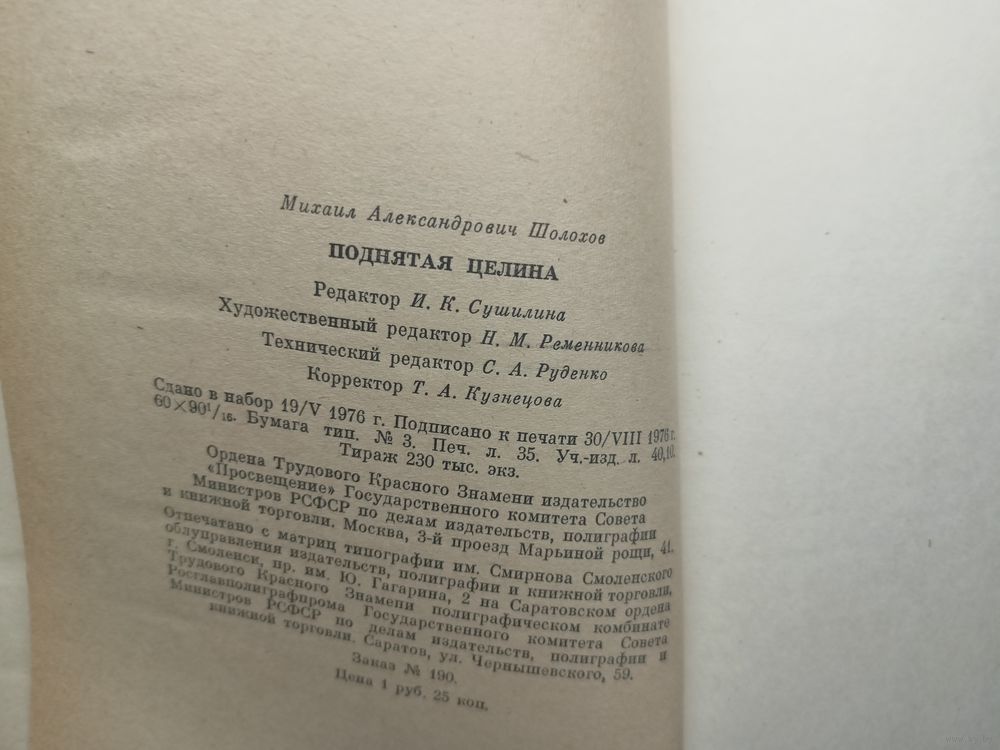 Михаил Александрович Шолохов
ПОДНЯТАЯ ЦЕЛИНА
Редактор И. К. Сушилина
Художественный редактор Н. М. Ременникова
Технический редактор С. А. Руденко
Корректор Т. А. Кузнецова
Сдано в набор 19/V 1976 г. Подписано к печати 30/VIII 1976 г.
60×90¹/₁₆. Бумага тип. № 3. Печ. л. 35. Уч.-изд. л. 40,10.
Тираж 230 тыс. экз.
Ордена Трудового Красного Знамени издательство
«Просвещение» Государственного комитета Совета
Министров РСФСР по делам издательств, полиграфии
и книжной торговли. Москва, 3-й проезд Марьиной рощи, 41.
Отпечатано с матриц типографии им. Смирнова Смоленского
облуправления издательств, полиграфии и книжной торговли,
г. Смоленск, пр. им. Ю. Гагарина, 2 на Саратовском ордена
Трудового Красного Знамени полиграфическом комбинате
Росглавполиграфпрома Государственного комитета Совета
Министров РСФСР по делам издательств, полиграфии и
книжной торговли. Саратов, ул. Чернышевского, 59.
Заказ № 190.
Цена 1 руб. 25 коп.